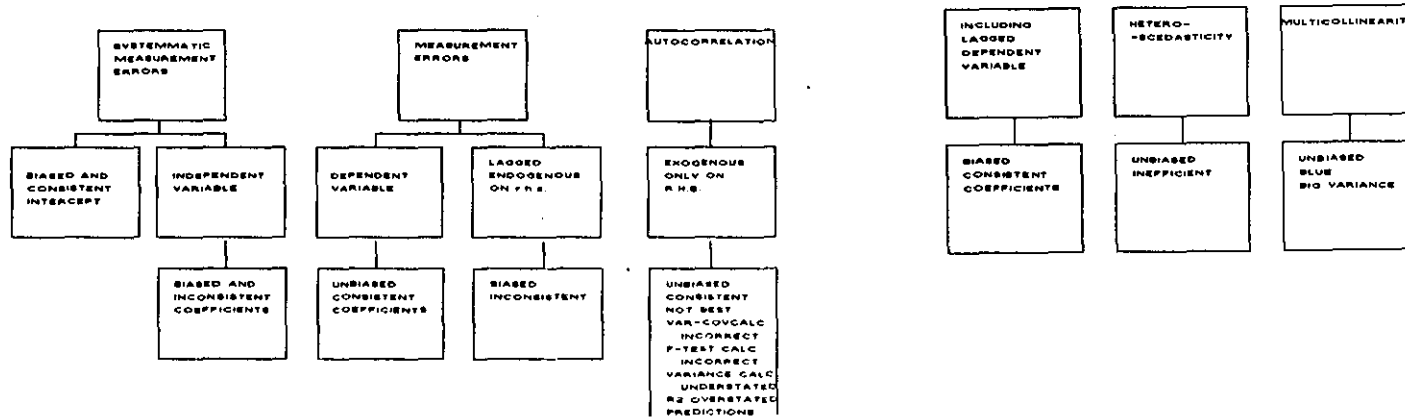 SYSTEMMATIC
MEASUREMENT
ERRORS
BIASED AND
CONSISTENT
INTERCEPT
INDEPENDENT
VARIABLE
BIASED AND
INCONSISTENT
COEFFICIENTS
MEASUREMENT
ERRORS
DEPENDENT
VARIABLE
UNBIASED
CONSISTENT
COEFFICIENTS
LAGGED
ENDOGENOUS
ON r.h.s.
BIASED
INCONSISTENT
AUTOCORRELATION
EXOGENOUS
ONLY ON
R.H.S.
UNBIASED
CONSISTENT
NOT BEST
VAR-COVCALC
INCORRECT
F-TEST CALC
INCORRECT
VARIANCE CALC
UNDERSTATED
R2 OVERSTATED
PREDICTIONS
INCLUDING
LAGGED
DEPENDENT
VARIABLE
BIASED
CONSISTENT
COEFFICIENTS
HETERO-
-SCEDASTICITY
UNBIASED
INEFFICIENT
MULTICOLLINEARIT
UNBIASED
BLUE
BIG VARIANCE